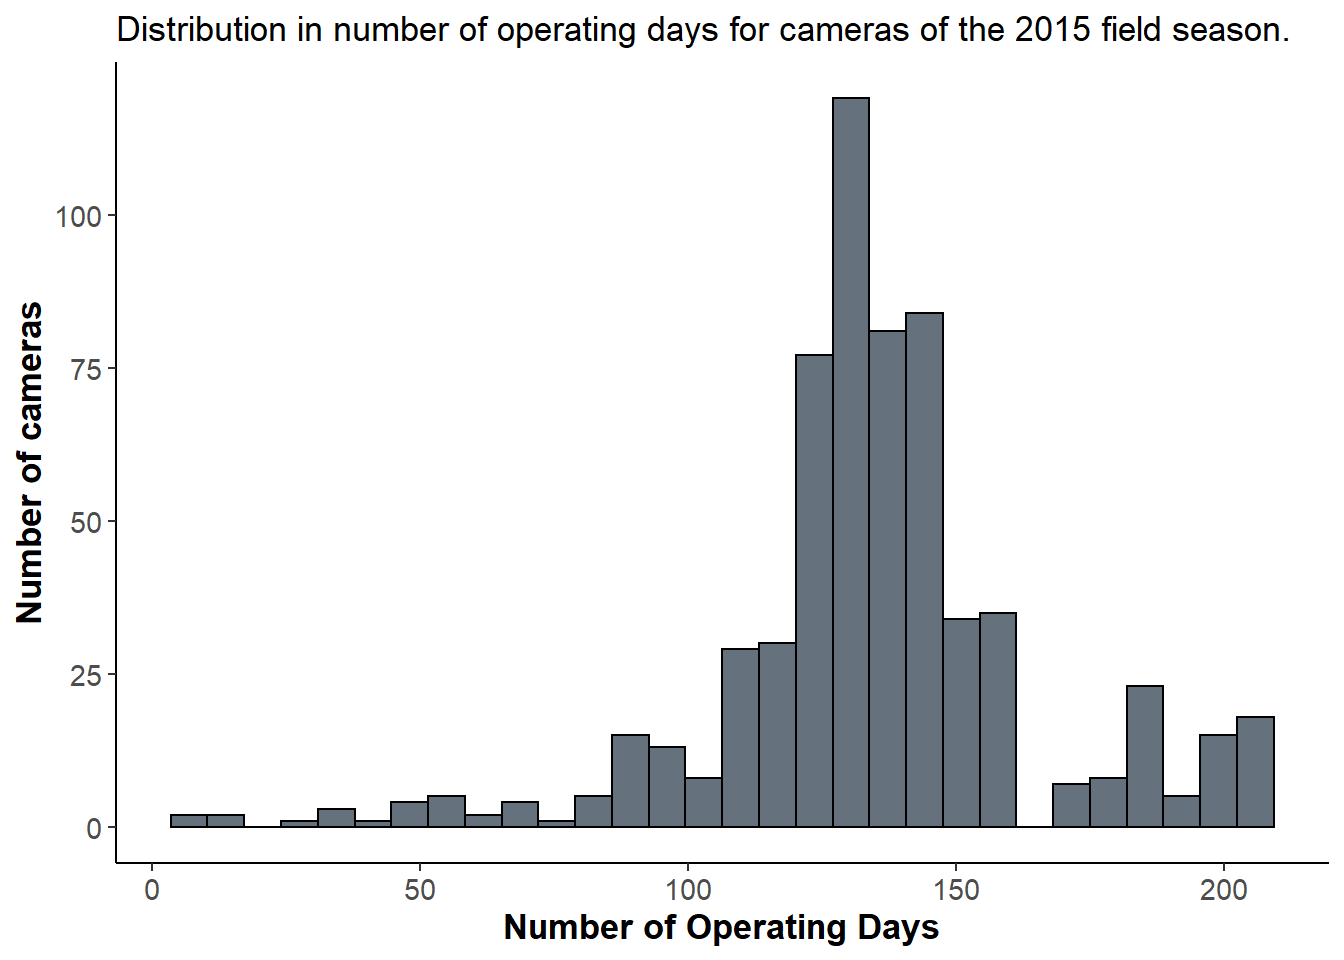 Distribution in number of operating days for cameras of the 2015 field season.
Number of cameras
100
75
50
25
0
0 50 100 150 200
Number of Operating Days